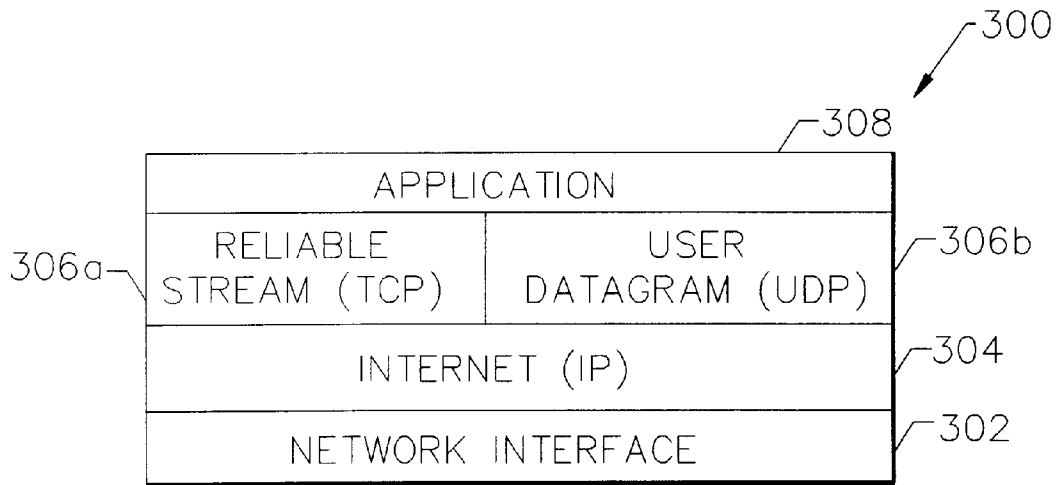 300
308
APPLICATION
306a
RELIABLE
STREAM (TCP)
USER
DATAGRAM (UDP)
306b
INTERNET (IP)
304
NETWORK INTERFACE
302